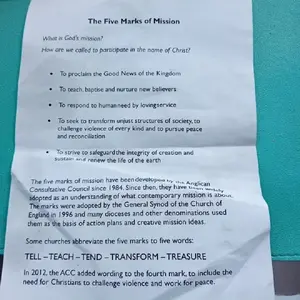 The Five Marks of Mission
What is God's mission?
How are we called to participate in the name of Christ?
• To proclaim the Good News of the Kingdom
• To teach, baptise and nurture new believers
• To respond to human need by loving service
• To seek to transform unjust structures of society, to
challenge violence of every kind and to pursue peace
and reconciliation
• To strive to safeguard the integrity of creation and
sustain and renew the life of the earth
The five marks of mission have been developed by the Anglican
Consultative Council since 1984. Since then, they have been widely
adopted as an understanding of what contemporary mission is about.
The marks were adopted by the General Synod of the Church of
England in 1996 and many dioceses and other denominations used
them as the basis of action plans and creative mission ideas.
Some churches abbreviate the five marks to five words:
TELL – TEACH – TEND – TRANSFORM – TREASURE
In 2012, the ACC added wording to the fourth mark, to include the
need for Christians to challenge violence and work for peace.